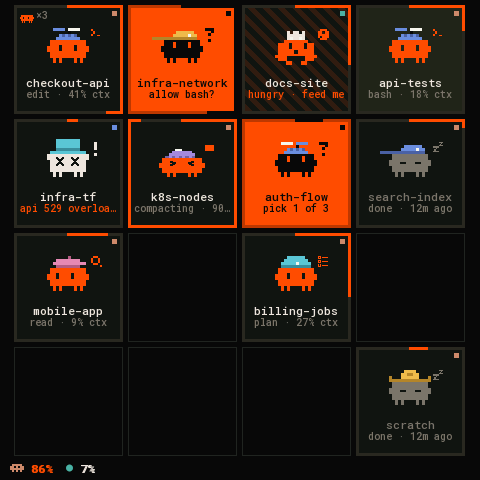 ×3
checkout-api
edit · 41% ctx
infra-network
allow bash?
docs-site
hungry · feed me
api-tests
bash · 18% ctx
infra-tf
api 529 overloa…
k8s-nodes
compacting · 90…
auth-flow
pick 1 of 3
search-index
done · 12m ago
mobile-app
read · 9% ctx
billing-jobs
plan · 27% ctx
scratch
done · 12m ago
86%
7%